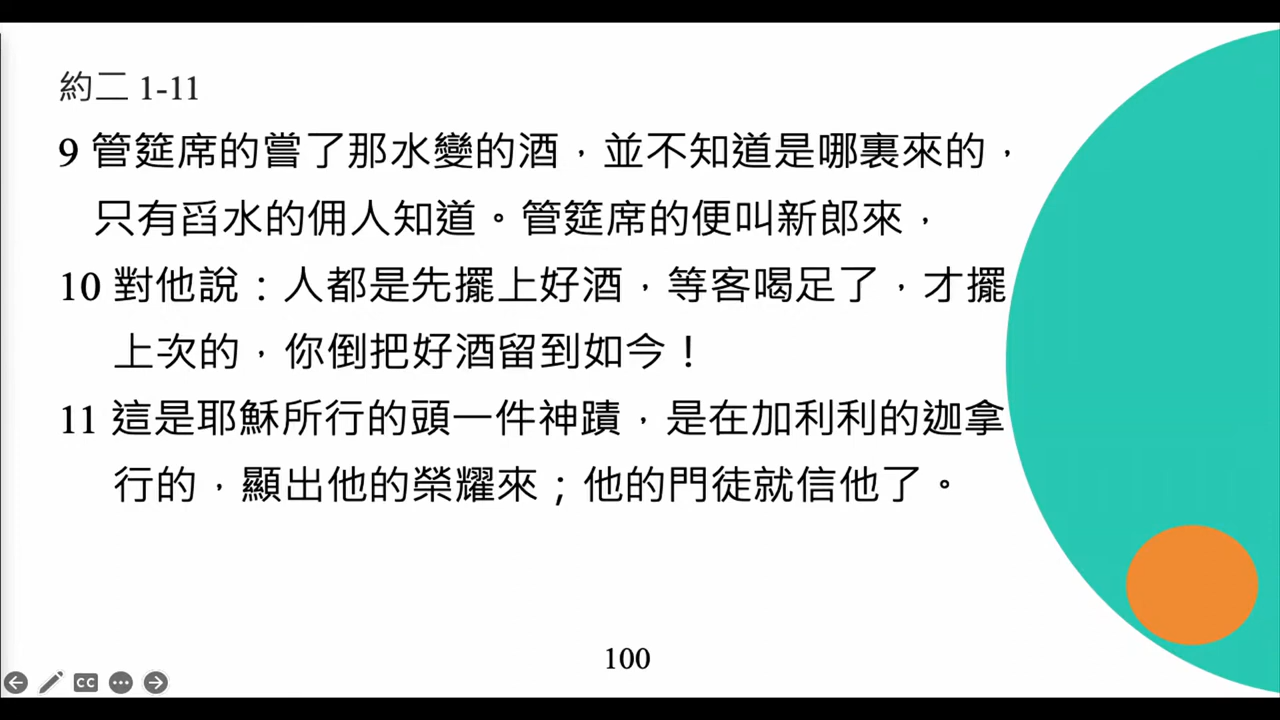 約二 1-11
9 管筵席的嘗了那水變的酒，並不知道是哪裏來的，
只有舀水的佣人知道。管筵席的便叫新郎來，
10 對他說：人都是先擺上好酒，等客喝足了，才擺
上次的，你倒把好酒留到如今！
11 這是耶穌所行的頭一件神蹟，是在加利利的迦拿
行的，顯出他的榮耀來；他的門徒就信他了。
100
CC